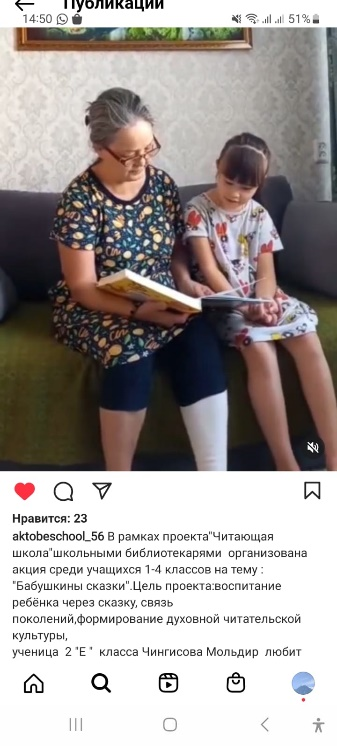 Публикации
14:50 51%
Нравится: 23
aktobeschool_56 В рамках проекта"Читающая
школа"школьными библиотекарями организована
акция среди учащихся 1-4 классов на тему :
"Бабушкины сказки".Цель проекта:воспитание
ребёнка через сказку, связь
поколений,формирование духовной читательской
культуры,
ученица 2 "Е " класса Чингисова Мольдир любит